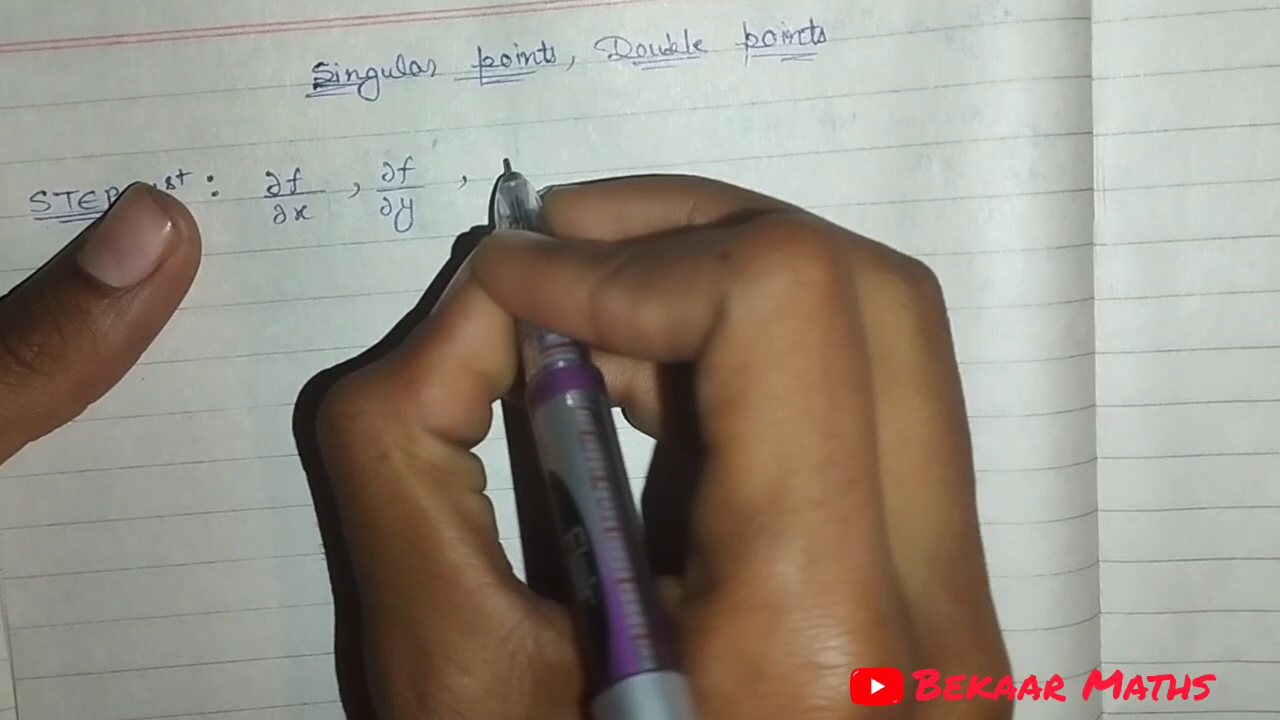 Singular points, Double points
STEP 1st : ∂f/∂x , ∂f/∂y ,
Bekaar Maths